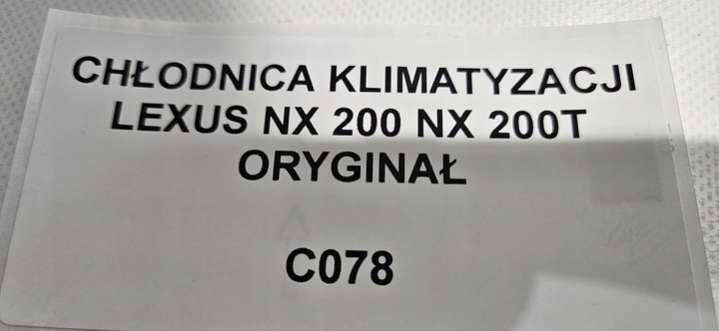 CHŁODNICA KLIMATYZACJI
LEXUS NX 200 NX 200T
ORYGINAŁ
C078